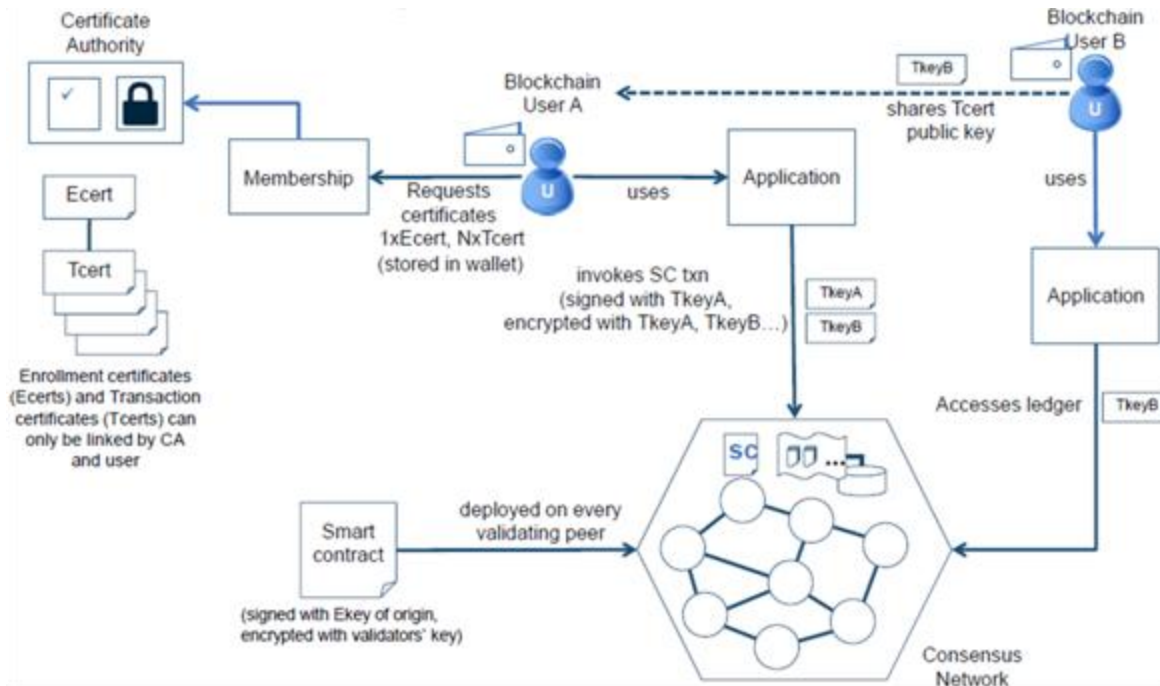 Certificate
Authority
Blockchain
User B
TkeyB
Blockchain
User A
shares Tcert
public key
Membership
U
U
Application
Ecert
Requests
certificates
1xEcert, NxTcert
(stored in wallet)
uses
uses
Tcert
invokes SC txn
(signed with TkeyA,
encrypted with TkeyA, TkeyB…)
TkeyA
TkeyB
Application
Enrollment certificates
(Ecerts) and Transaction
certificates (Tcerts) can
only be linked by CA
and user
Accesses ledger
TkeyB
SC
...
Smart
contract
deployed on every
validating peer
(signed with Ekey of origin,
encrypted with validators' key)
Consensus
Network